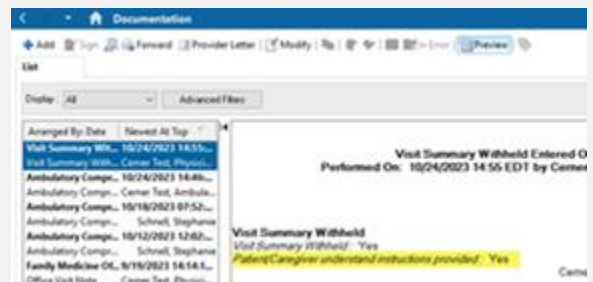 Documentation
Add Sign Forward Provider Letter Modify In Error Preview
List
Display: All Advanced Filters
Arranged By: Date Newest At Top
Visit Summary Wit... 10/24/2023 14:55:...
Visit Summary With... Cerner Test, Physici...
Ambulatory Compr... 10/24/2023 14:46:...
Ambulatory Compr... Cerner Test, Ambula...
Ambulatory Compr... 10/18/2023 07:52:...
Ambulatory Compr... Schnell, Stephanie
Ambulatory Compr... 10/12/2023 12:02:...
Ambulatory Compr... Schnell, Stephanie
Family Medicine Of... 9/19/2023 14:14:1...
Office Visit Note Cerner Test, Physici...
Visit Summary Withheld Entered O
Performed On: 10/24/2023 14:55 EDT by Cerner
Visit Summary Withheld
Visit Summary Withheld: Yes
Patient/Caregiver understand instructions provided: Yes
Cerne